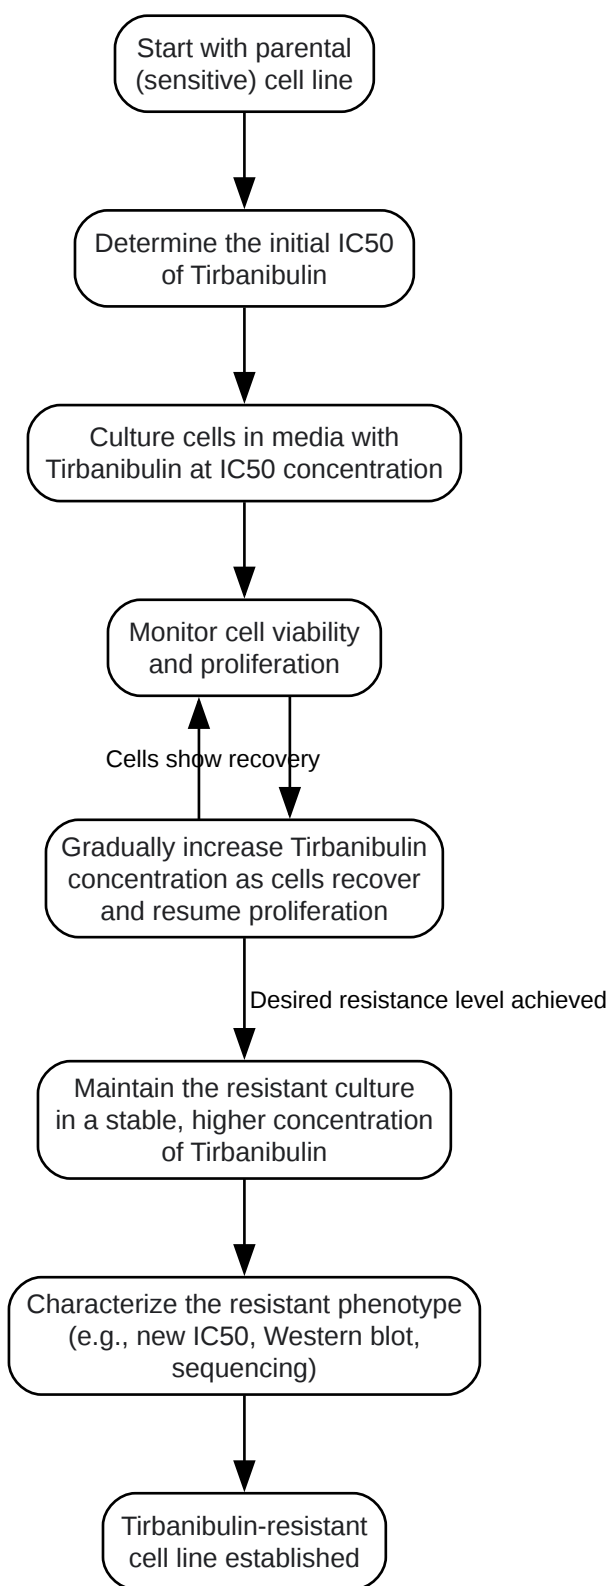 Start with parental
(sensitive) cell line
Determine the initial IC50
of Tirbanibulin
Culture cells in media with
Tirbanibulin at IC50 concentration
Monitor cell viability
and proliferation
Cells show recovery
Gradually increase Tirbanibulin
concentration as cells recover
and resume proliferation
Desired resistance level achieved
Maintain the resistant culture
in a stable, higher concentration
of Tirbanibulin
Characterize the resistant phenotype
(e.g., new IC50, Western blot,
sequencing)
Tirbanibulin-resistant
cell line established